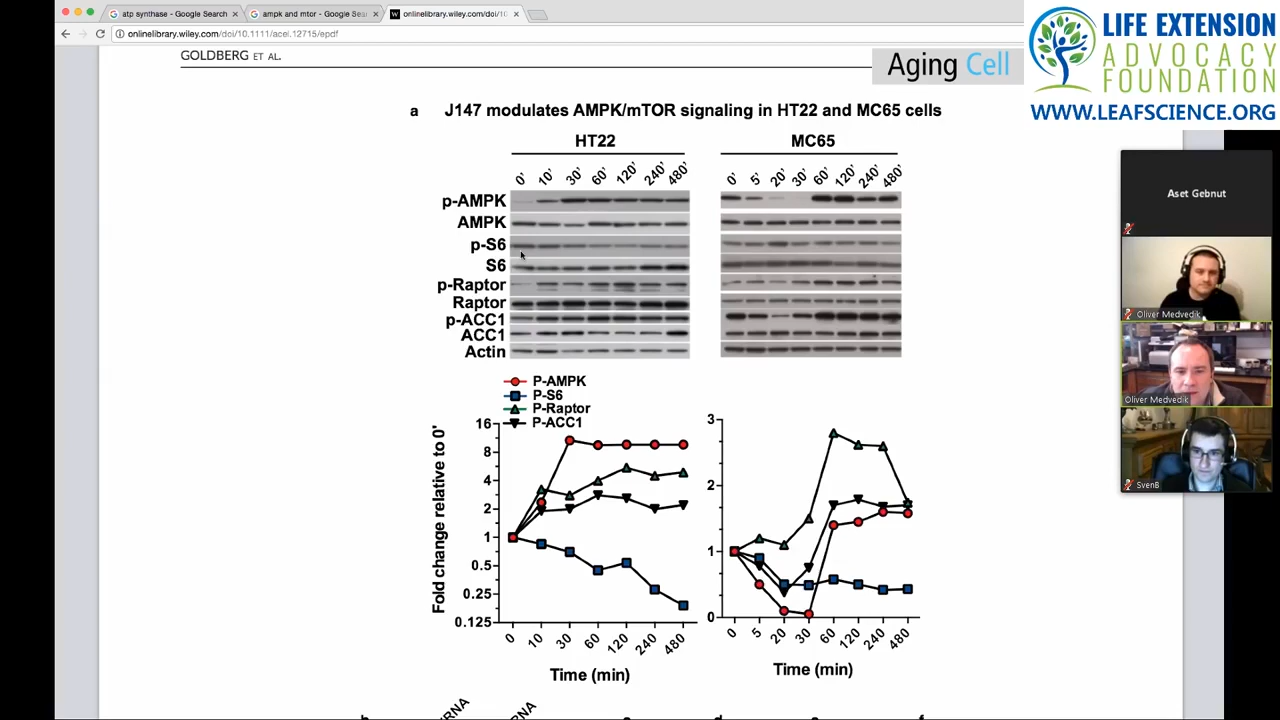 atp synthase - Google Search
ampk and mtor - Google Sea
onlinelibrary.wiley.com/doi/10
onlinelibrary.wiley.com/doi/10.1111/acel.12715/epdf
LIFE EXTENSION
ADVOCACY
FOUNDATION
WWW.LEAFSCIENCE.ORG
GOLDBERG ET AL.
Aging Cell
a J147 modulates AMPK/mTOR signaling in HT22 and MC65 cells
HT22 MC65
0' 10' 30' 60' 120' 240' 480'
0' 5' 20' 30' 60' 120' 240' 480'
p-AMPK
AMPK
p-S6
S6
p-Raptor
Raptor
p-ACC1
ACC1
Actin
P-AMPK
P-S6
P-Raptor
P-ACC1
Fold change relative to 0'
16
8
4
2
1
0.5
0.25
0.125
0 10 30 60 120 240 480
Time (min)
3
2
1
0
0 5 20 30 60 120 240 480
Time (min)
Aset Gebnut
Oliver Medvedik
Oliver Medvedik
SvenB